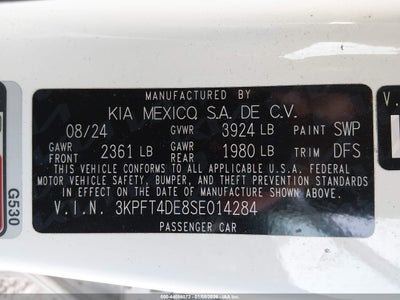 MANUFACTURED BY
KIA MEXICO, S.A. DE C.V.
08/24 GVWR 3924 LB PAINT SWP
GAWR FRONT 2361 LB GAWR REAR 1980 LB TRIM DFS
THIS VEHICLE CONFORMS TO ALL APPLICABLE U.S.A. FEDERAL
MOTOR VEHICLE SAFETY, BUMPER, AND THEFT PREVENTION
STANDARDS IN EFFECT ON THE DATE OF MANUFACTURE
V.I.N. 3KPFT4DE8SE014284
PASSENGER CAR
G530
V.